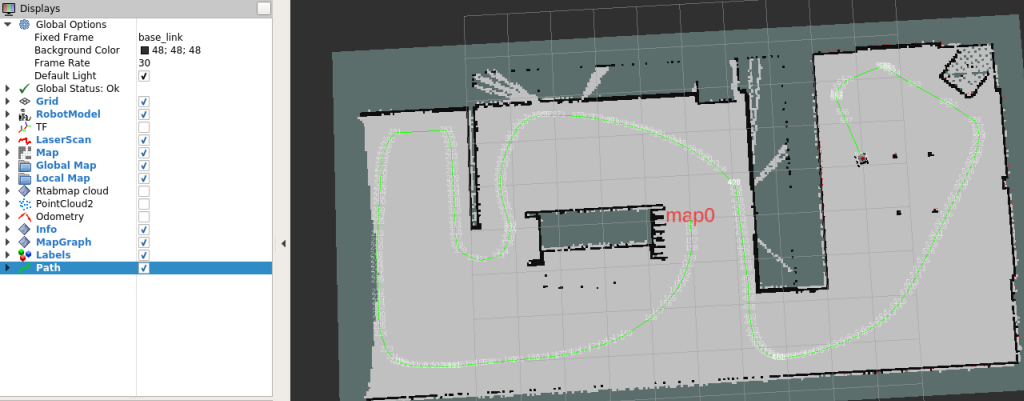 Displays
Global Options
Fixed Frame base_link
Background Color 48; 48; 48
Frame Rate 30
Default Light
Global Status: Ok
Grid
RobotModel
TF
LaserScan
Map
Global Map
Local Map
Rtabmap cloud
PointCloud2
Odometry
Info
MapGraph
Labels
Path
map0